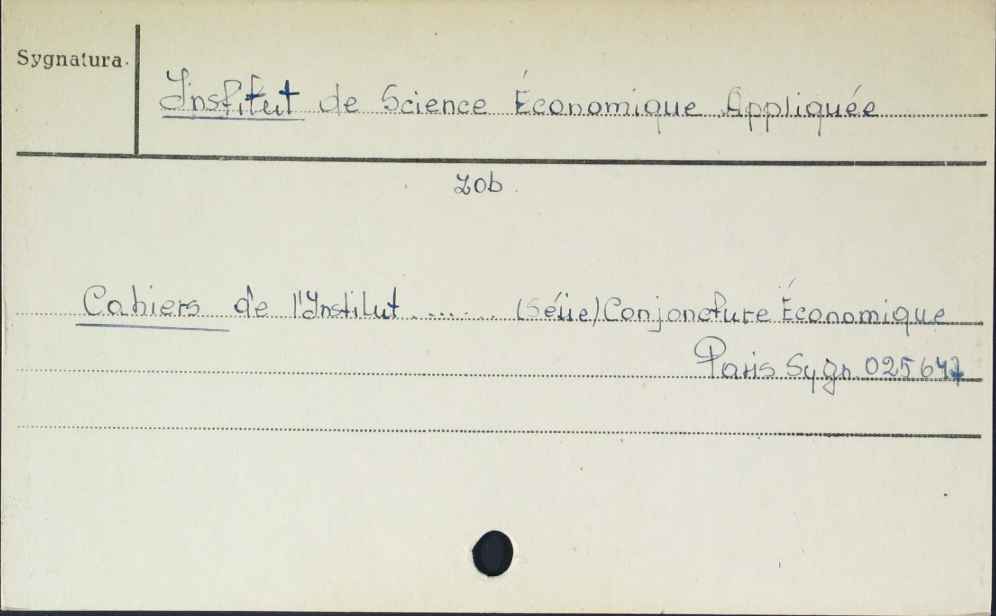 Sygnatura.
Institut de Science Économique Appliquée
zob.
Cahiers de l'Institut ....... (Série) Conjoncture Économique
Paris Sygn. 025647